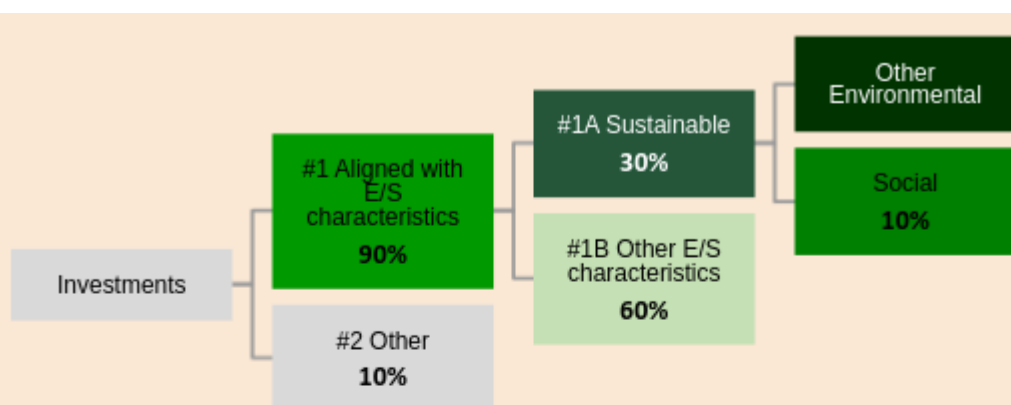 Investments
#1 Aligned with
E/S
characteristics
90%
#2 Other
10%
#1A Sustainable
30%
#1B Other E/S
characteristics
60%
Other
Environmental
Social
10%